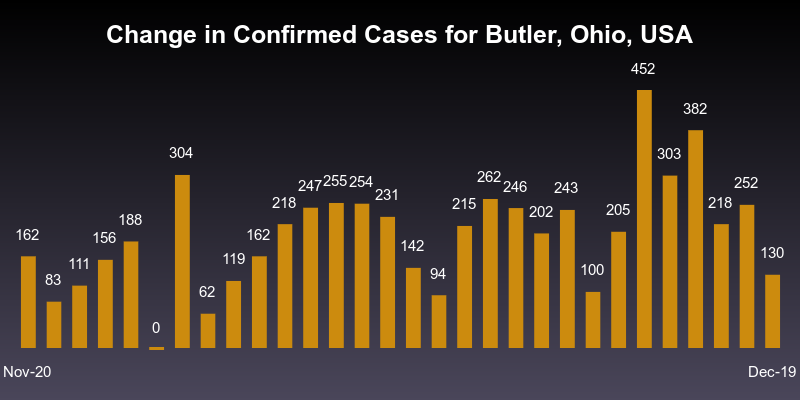 Change in Confirmed Cases for Butler, Ohio, USA
162 83 111 156 188 0 304 62 119 162 218 247 255 254 231 142 94 215 262 246 202 243 100 205 452 303 382 218 252 130
Nov-20 Dec-19